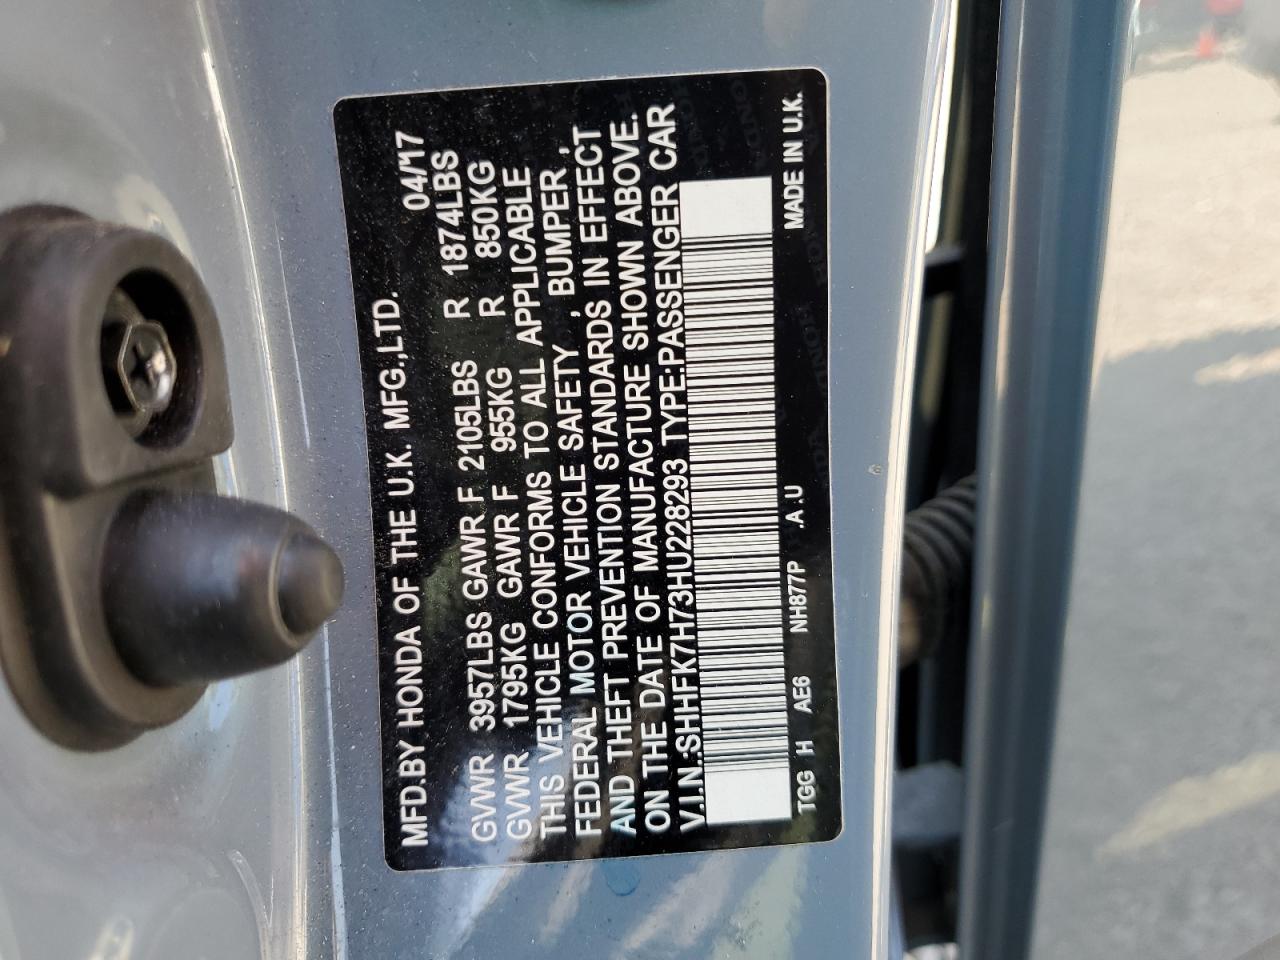 MFD.BY HONDA OF THE U.K. MFG.,LTD. 04/17
GVWR 3957LBS GAWR F 2105LBS R 1874LBS
GVWR 1795KG GAWR F 955KG R 850KG
THIS VEHICLE CONFORMS TO ALL APPLICABLE
FEDERAL MOTOR VEHICLE SAFETY , BUMPER ,
AND THEFT PREVENTION STANDARDS IN EFFECT
ON THE DATE OF MANUFACTURE SHOWN ABOVE.
V.I.N.:SHHFK7H73HU228293 TYPE:PASSENGER CAR
TGG H AE6 NH877P .A.U MADE IN U.K.